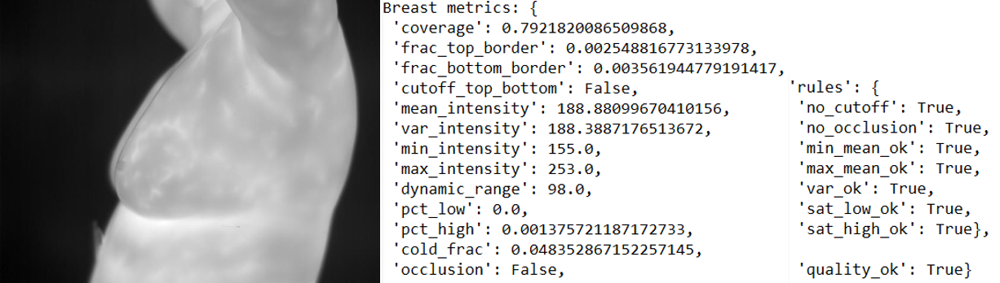 Breast metrics: {
'coverage': 0.7921820086509868,
'frac_top_border': 0.002548816773133978,
'frac_bottom_border': 0.003561944779191417,
'cutoff_top_bottom': False,
'mean_intensity': 188.88099670410156,
'var_intensity': 188.3887176513672,
'min_intensity': 155.0,
'max_intensity': 253.0,
'dynamic_range': 98.0,
'pct_low': 0.0,
'pct_high': 0.001375721187172733,
'cold_frac': 0.048352867152257145,
'occlusion': False,
'rules': {
'no_cutoff': True,
'no_occlusion': True,
'min_mean_ok': True,
'max_mean_ok': True,
'var_ok': True,
'sat_low_ok': True,
'sat_high_ok': True},
'quality_ok': True}